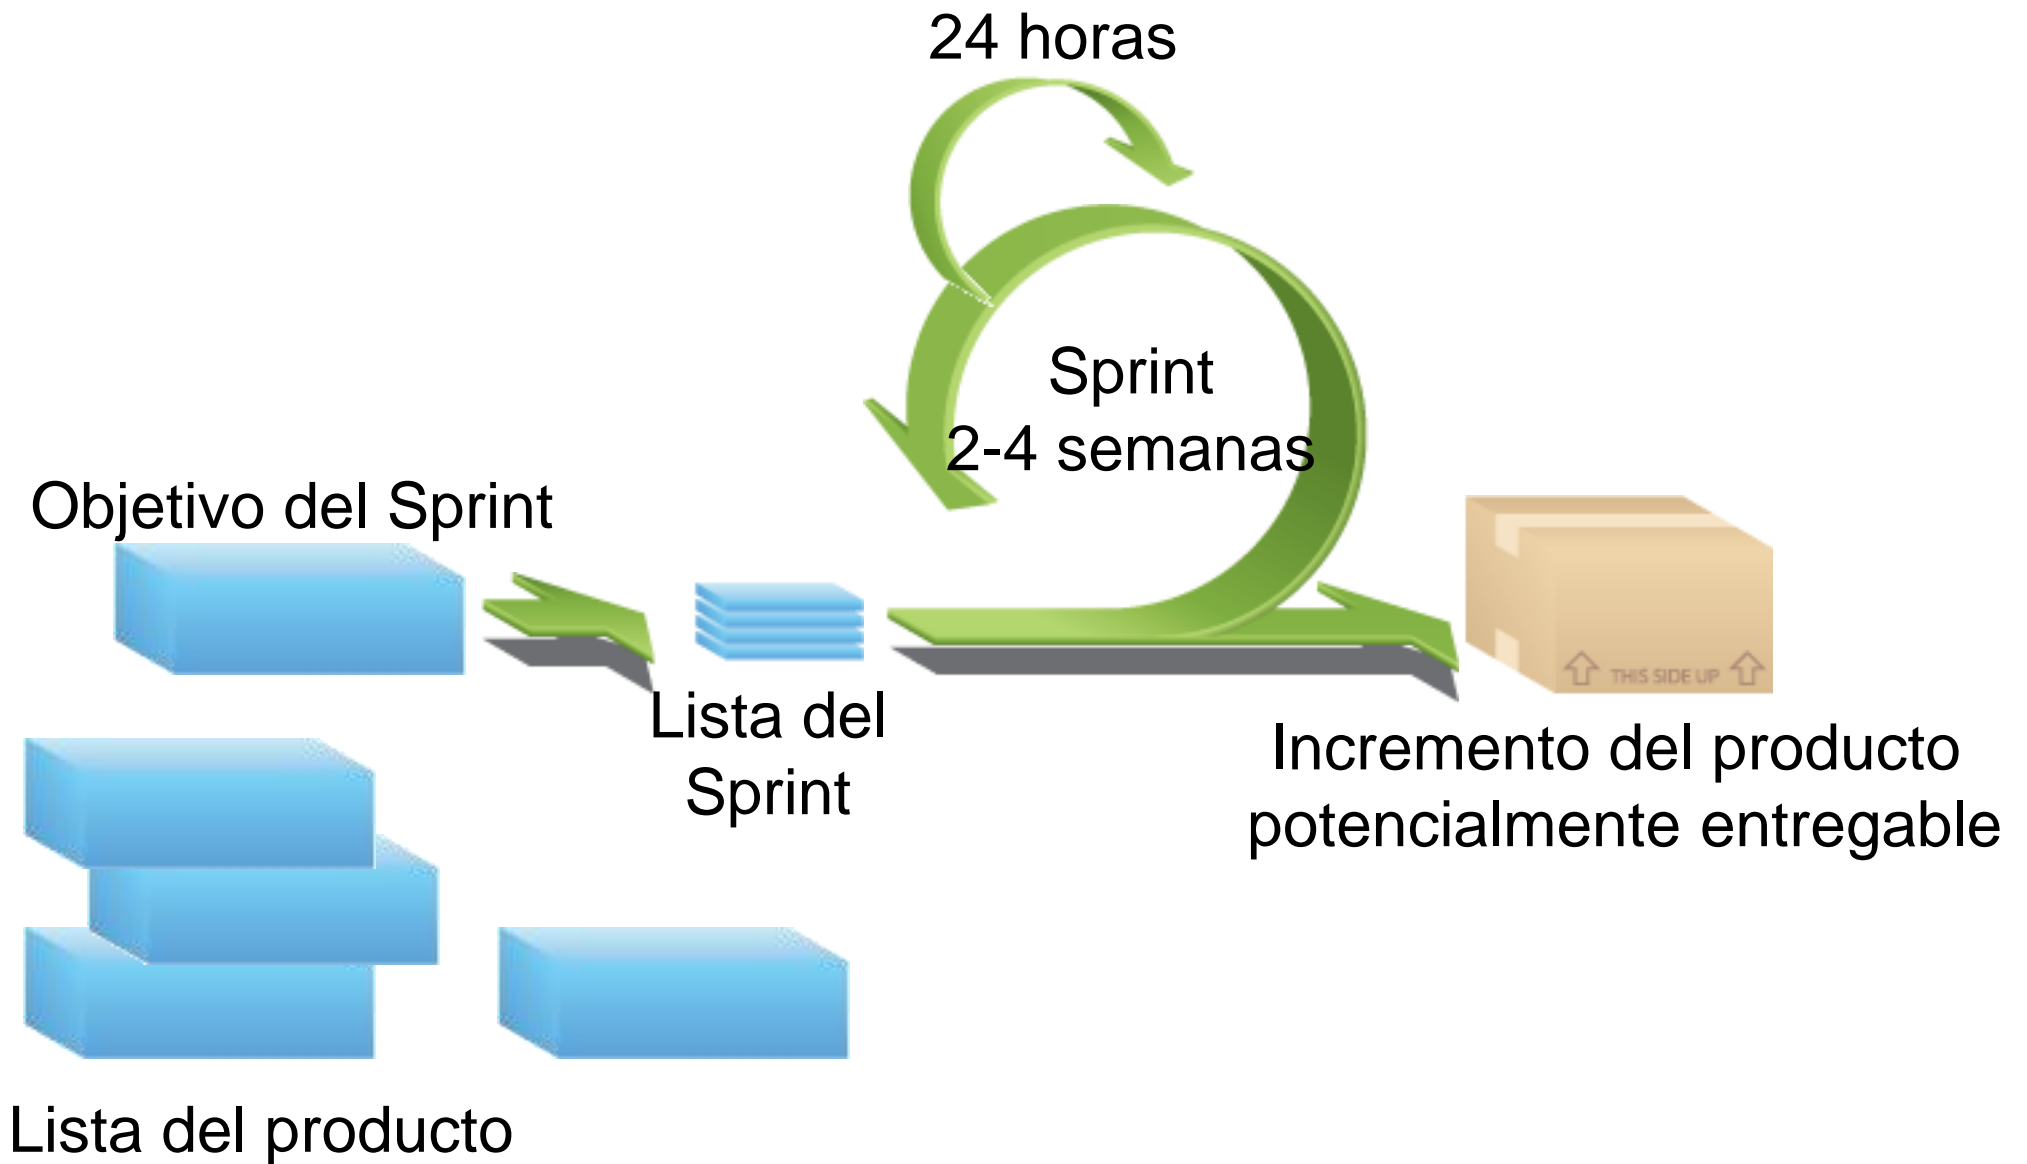 24 horas
Sprint
2-4 semanas
Objetivo del Sprint
THIS SIDE UP
Lista del
Sprint
Incremento del producto
potencialmente entregable
Lista del producto